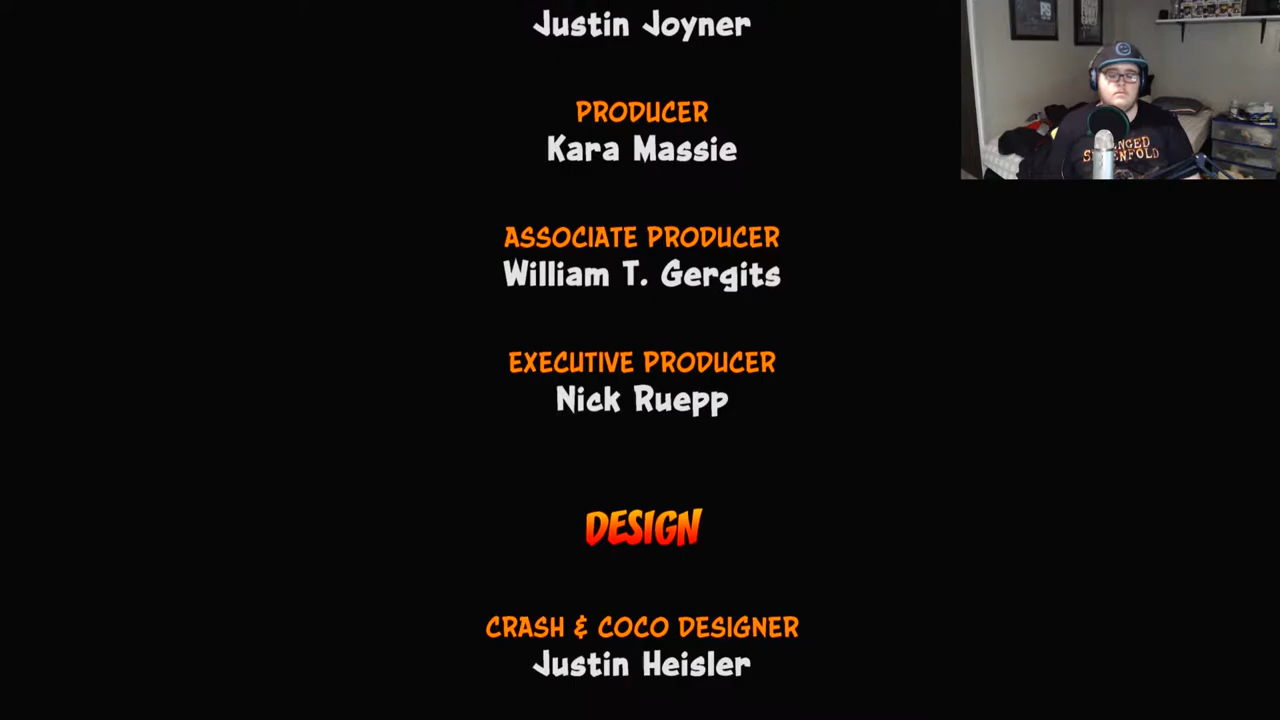 Justin Joyner
PRODUCER
Kara Massie
ASSOCIATE PRODUCER
William T. Gergits
EXECUTIVE PRODUCER
Nick Ruepp
DESIGN
CRASH & COCO DESIGNER
Justin Heisler